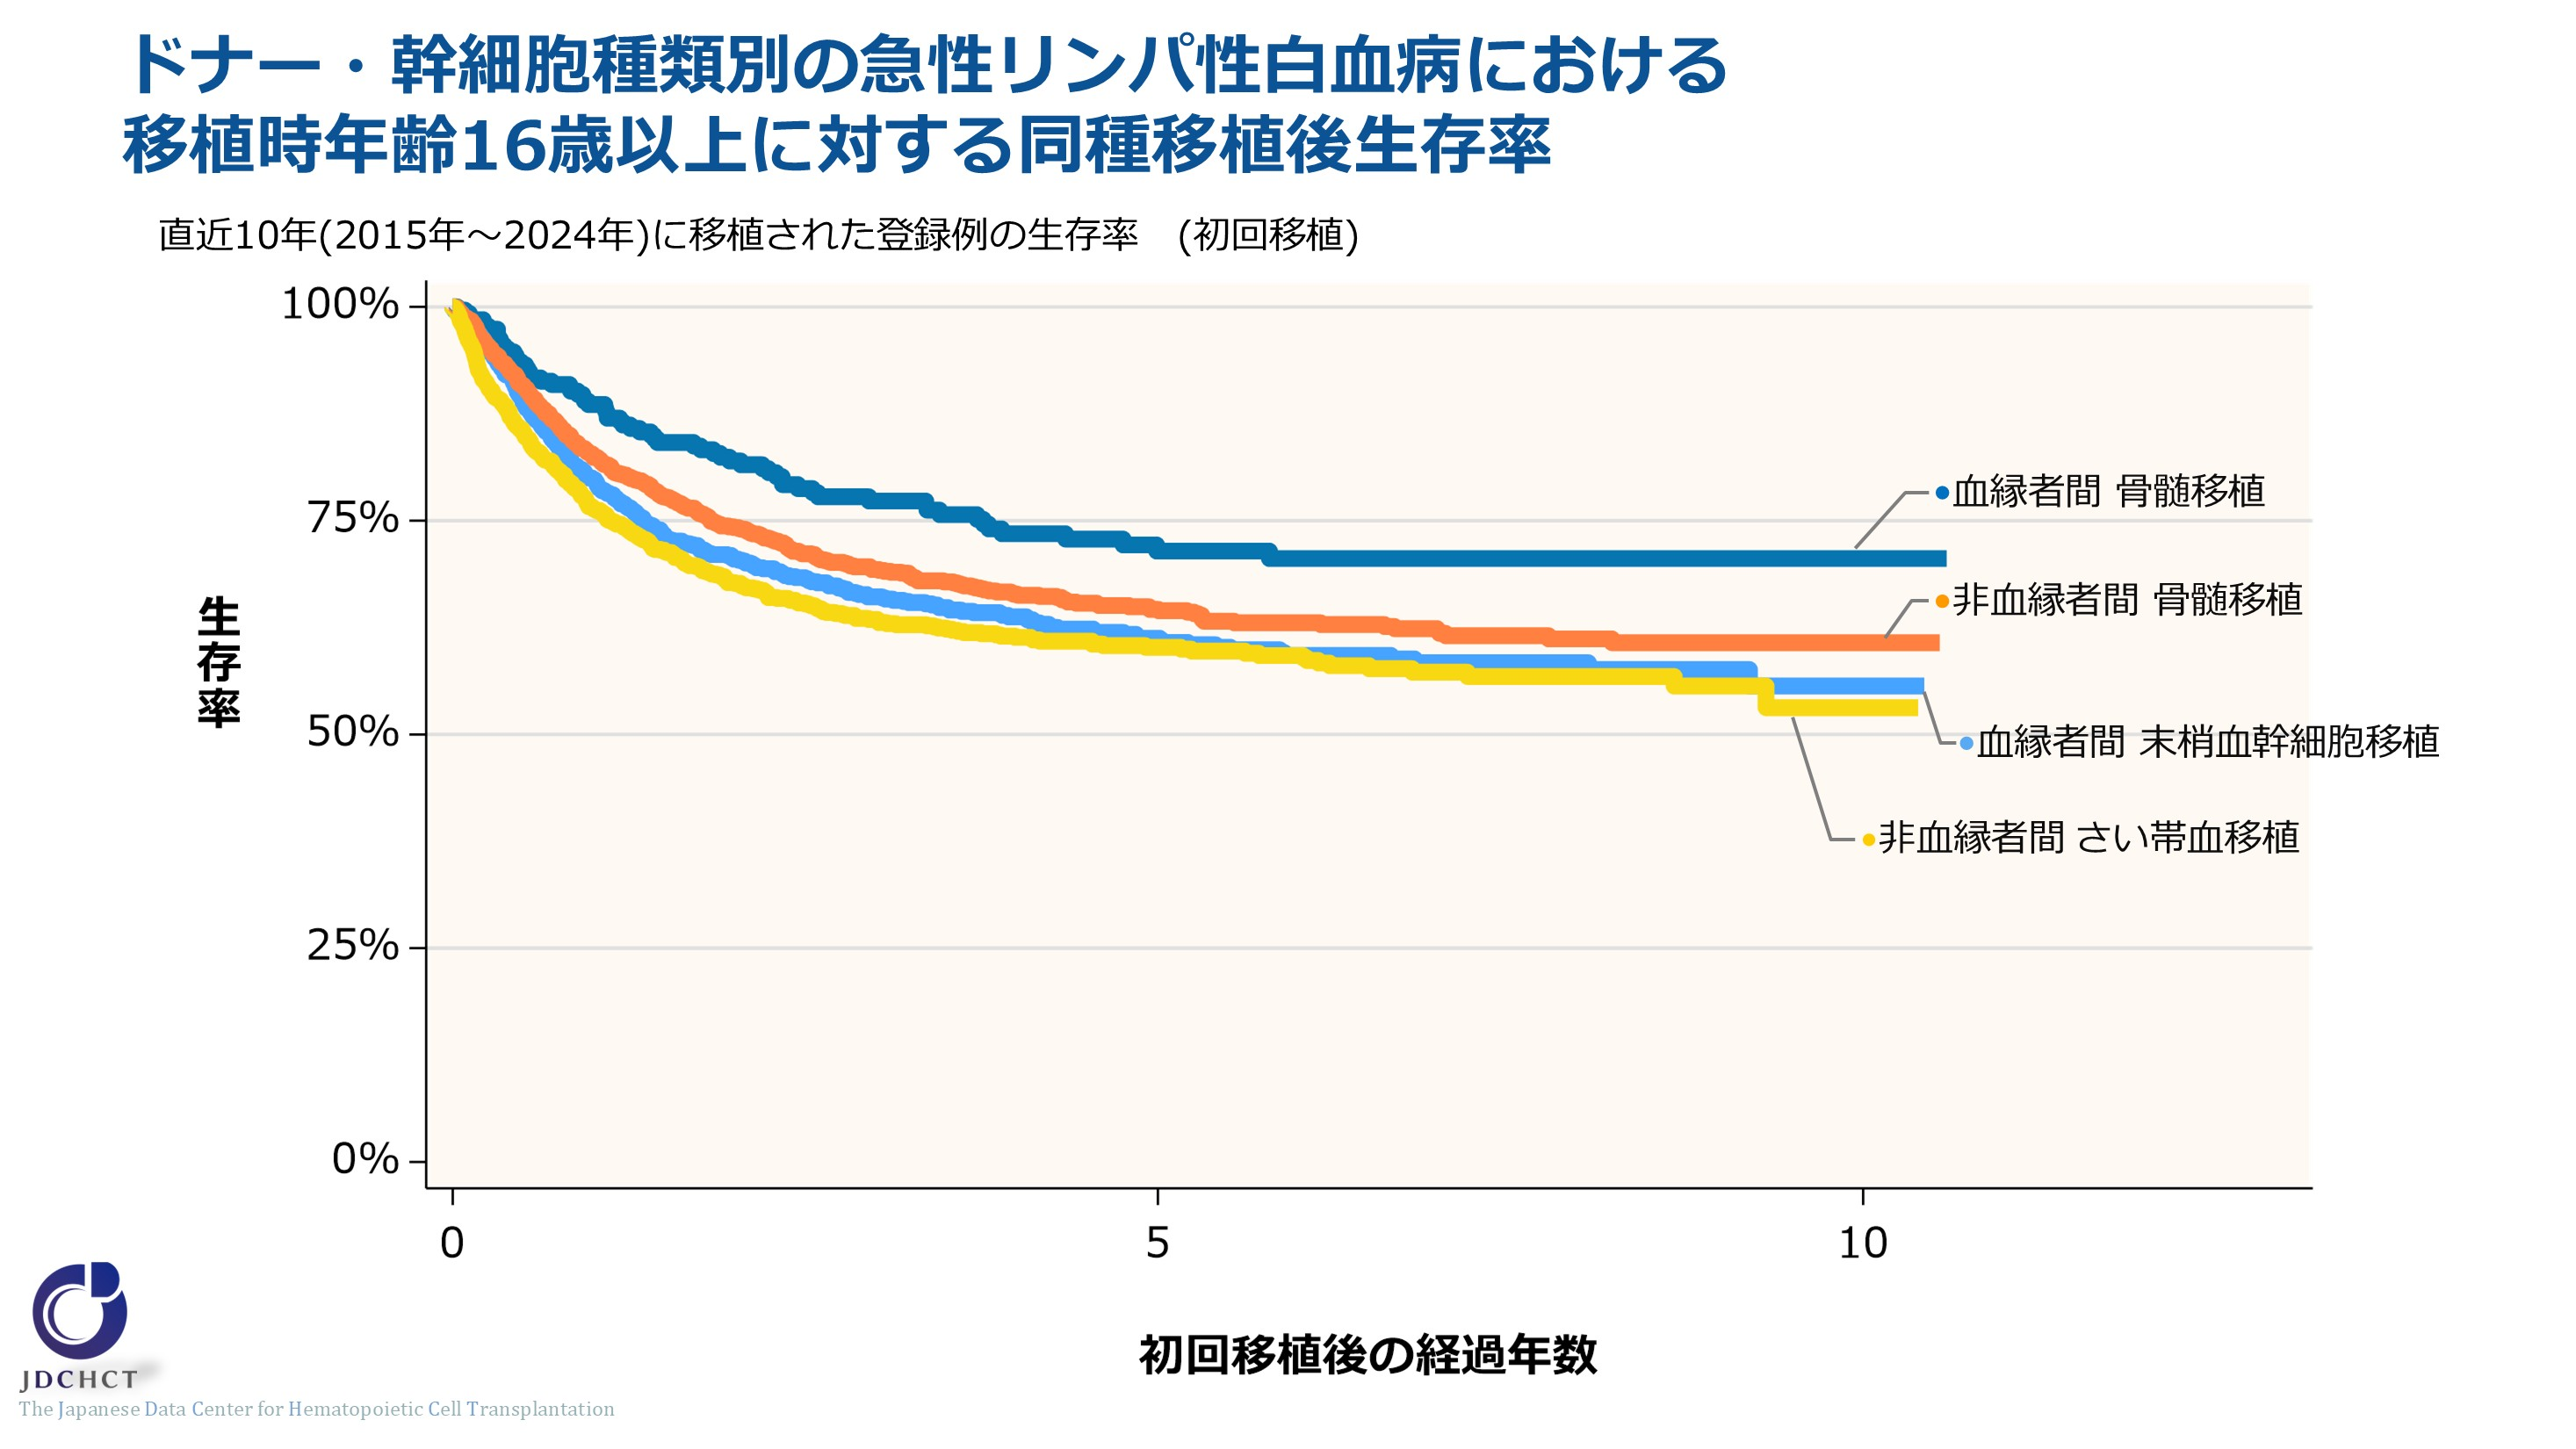 ドナー・幹細胞種類別の急性リンパ性白血病における
移植時年齢16歳以上に対する同種移植後生存率
直近10年(2015年～2024年)に移植された登録例の生存率　(初回移植)
100%
75%
50%
25%
0%
生存率
血縁者間 骨髄移植
非血縁者間 骨髄移植
血縁者間 末梢血幹細胞移植
非血縁者間 さい帯血移植
0
5
10
初回移植後の経過年数
JDCHCT
The Japanese Data Center for Hematopoietic Cell Transplantation